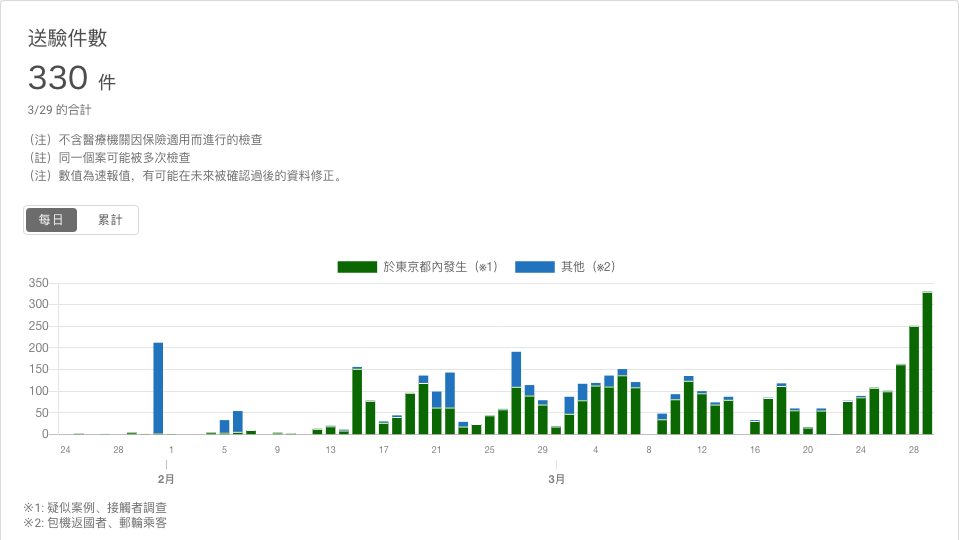 送驗件數
330 件
3/29 的合計
（注）不含醫療機關因保險適用而進行的檢查
（註）同一個案可能被多次檢查
（注）數值為速報值，有可能在未來被確認過後的資料修正。
每日 累計
於東京都內發生（※1） 其他（※2）
350
300
250
200
150
100
50
0
24 28 1 5 9 13 17 21 25 29 4 8 12 16 20 24 28
2月 3月
※1: 疑似案例、接觸者調查
※2: 包機返國者、郵輪乘客